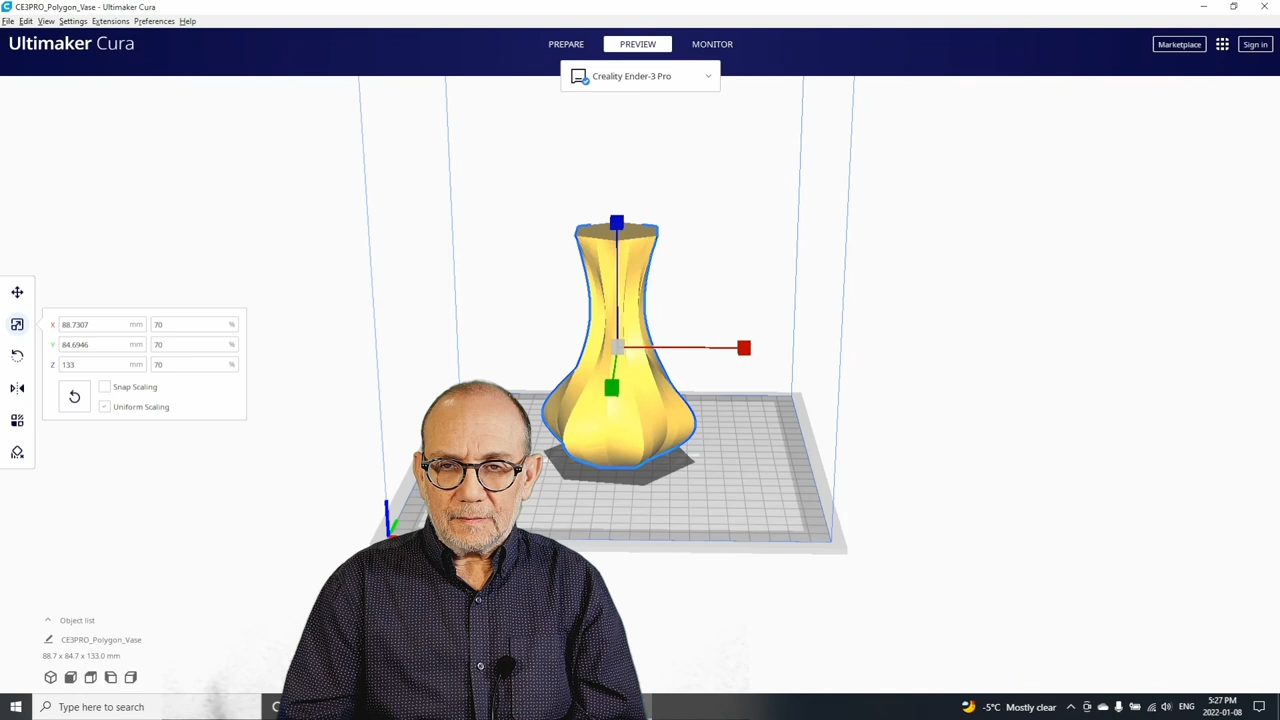 CE3PRO_Polygon_Vase - Ultimaker Cura
File Edit View Settings Extensions Preferences Help
Ultimaker Cura
PREPARE PREVIEW MONITOR
Marketplace
Sign in
Creality Ender-3 Pro
X 88.7307 mm 70 %
Y 84.6946 mm 70 %
Z 133 mm 70 %
Snap Scaling
Uniform Scaling
Object list
CE3PRO_Polygon_Vase
88.7 x 84.7 x 133.0 mm
Type here to search
-5°C Mostly clear
ENG
5:27 PM
2022-01-08